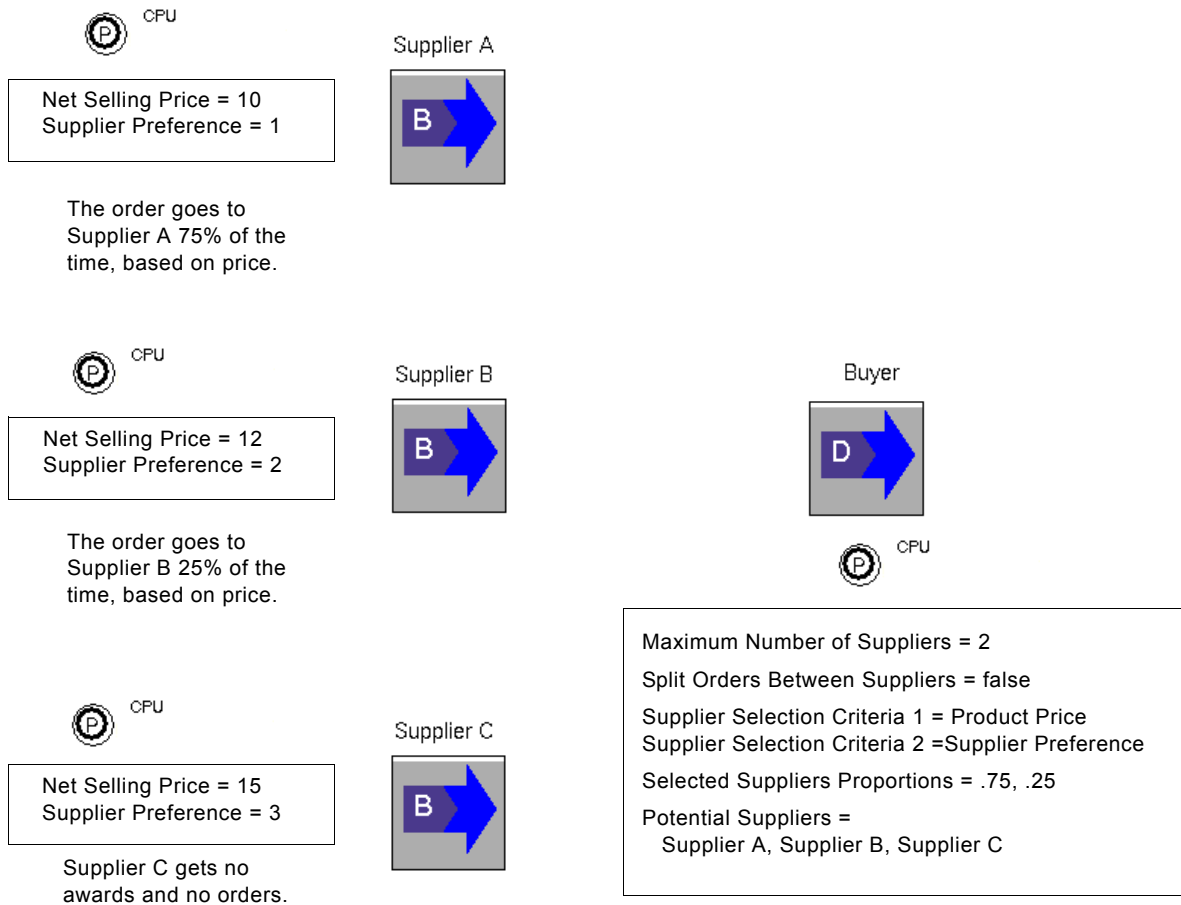 P
CPU
Supplier A
Net Selling Price = 10
Supplier Preference = 1
B
The order goes to
Supplier A 75% of the
time, based on price.
P
CPU
Supplier B
Net Selling Price = 12
Supplier Preference = 2
B
The order goes to
Supplier B 25% of the
time, based on price.
P
CPU
Supplier C
Net Selling Price = 15
Supplier Preference = 3
B
Supplier C gets no
awards and no orders.
Buyer
D
P
CPU
Maximum Number of Suppliers = 2
Split Orders Between Suppliers = false
Supplier Selection Criteria 1 = Product Price
Supplier Selection Criteria 2 =Supplier Preference
Selected Suppliers Proportions = .75, .25
Potential Suppliers =
Supplier A, Supplier B, Supplier C